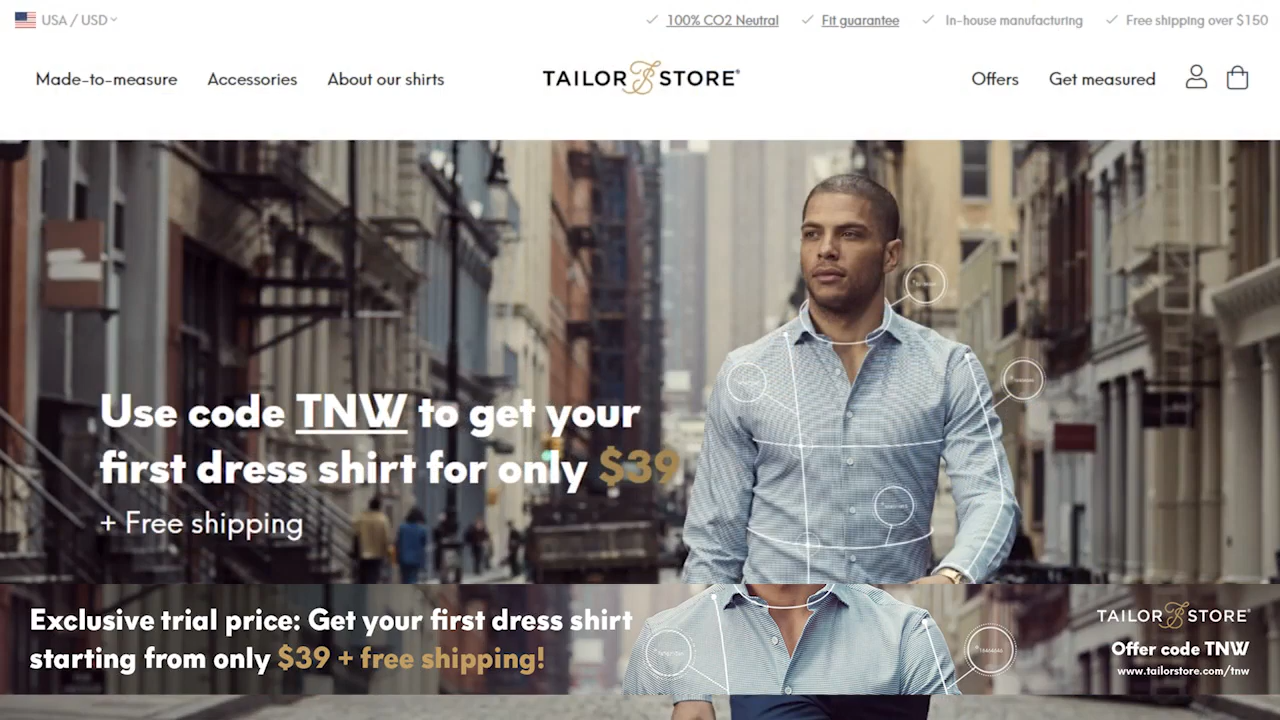 USA / USD
100% CO2 Neutral
Fit guarantee
In-house manufacturing
Free shipping over $150
Made-to-measure
Accessories
About our shirts
TAILOR STORE
Offers
Get measured
Use code TNW to get your
first dress shirt for only $39
+ Free shipping
Exclusive trial price: Get your first dress shirt
starting from only $39 + free shipping!
TAILOR STORE
Offer code TNW
www.tailorstore.com/tnw